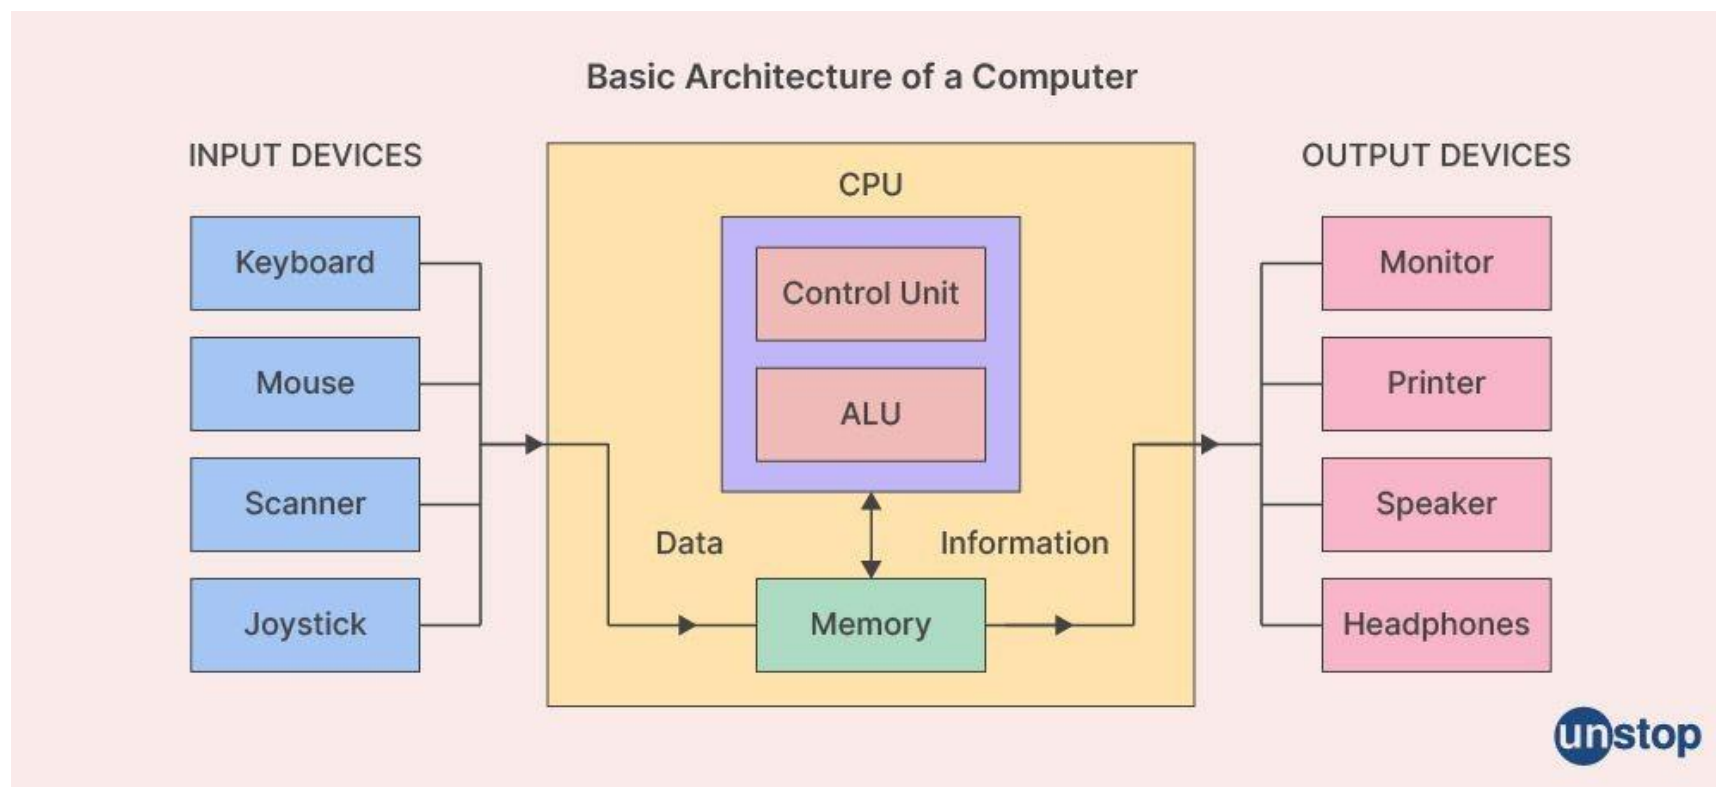 Basic Architecture of a Computer
INPUT DEVICES
Keyboard
Mouse
Scanner
Joystick
CPU
Control Unit
ALU
Data
Information
Memory
OUTPUT DEVICES
Monitor
Printer
Speaker
Headphones
unstop